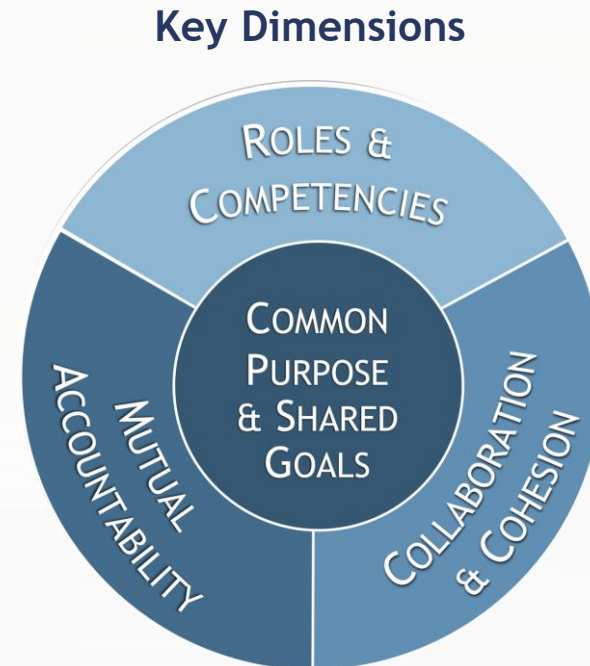 Key Dimensions
ROLES &
COMPETENCIES
COMMON
PURPOSE
& SHARED
GOALS
MUTUAL
ACCOUNTABILITY
COLLABORATION
& COHESION